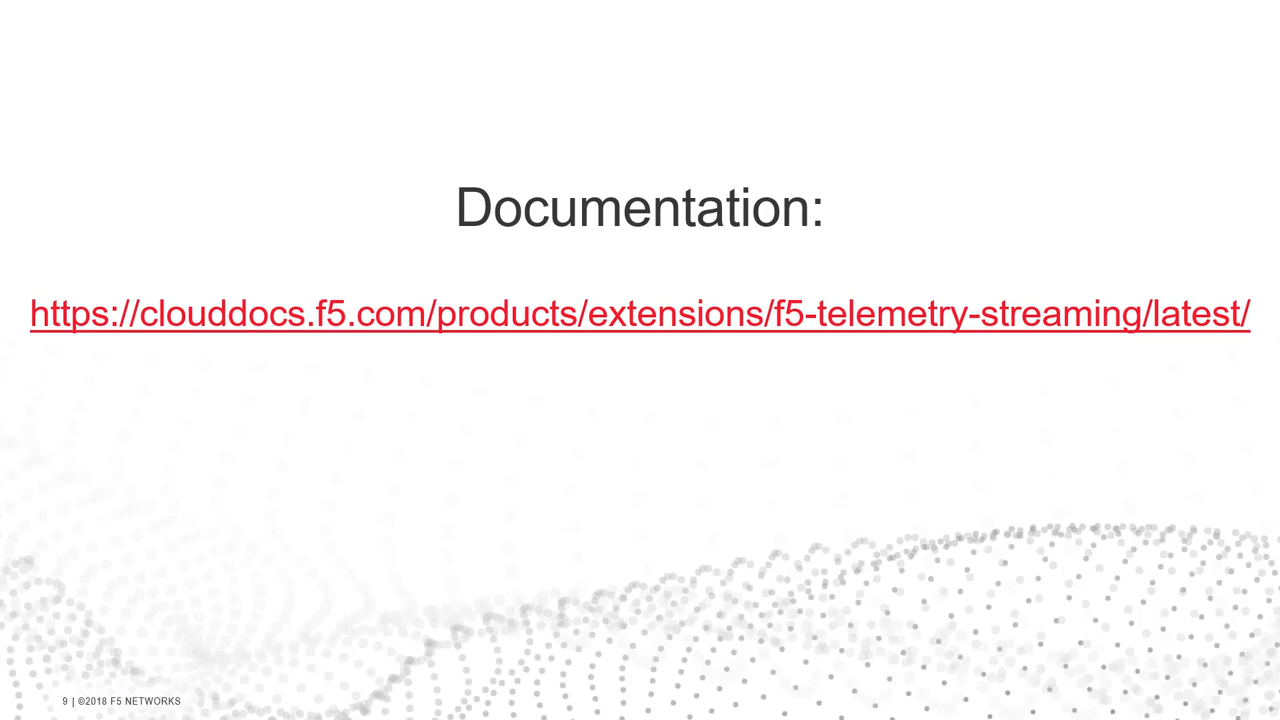 Documentation:
https://clouddocs.f5.com/products/extensions/f5-telemetry-streaming/latest/
9 | ©2018 F5 NETWORKS